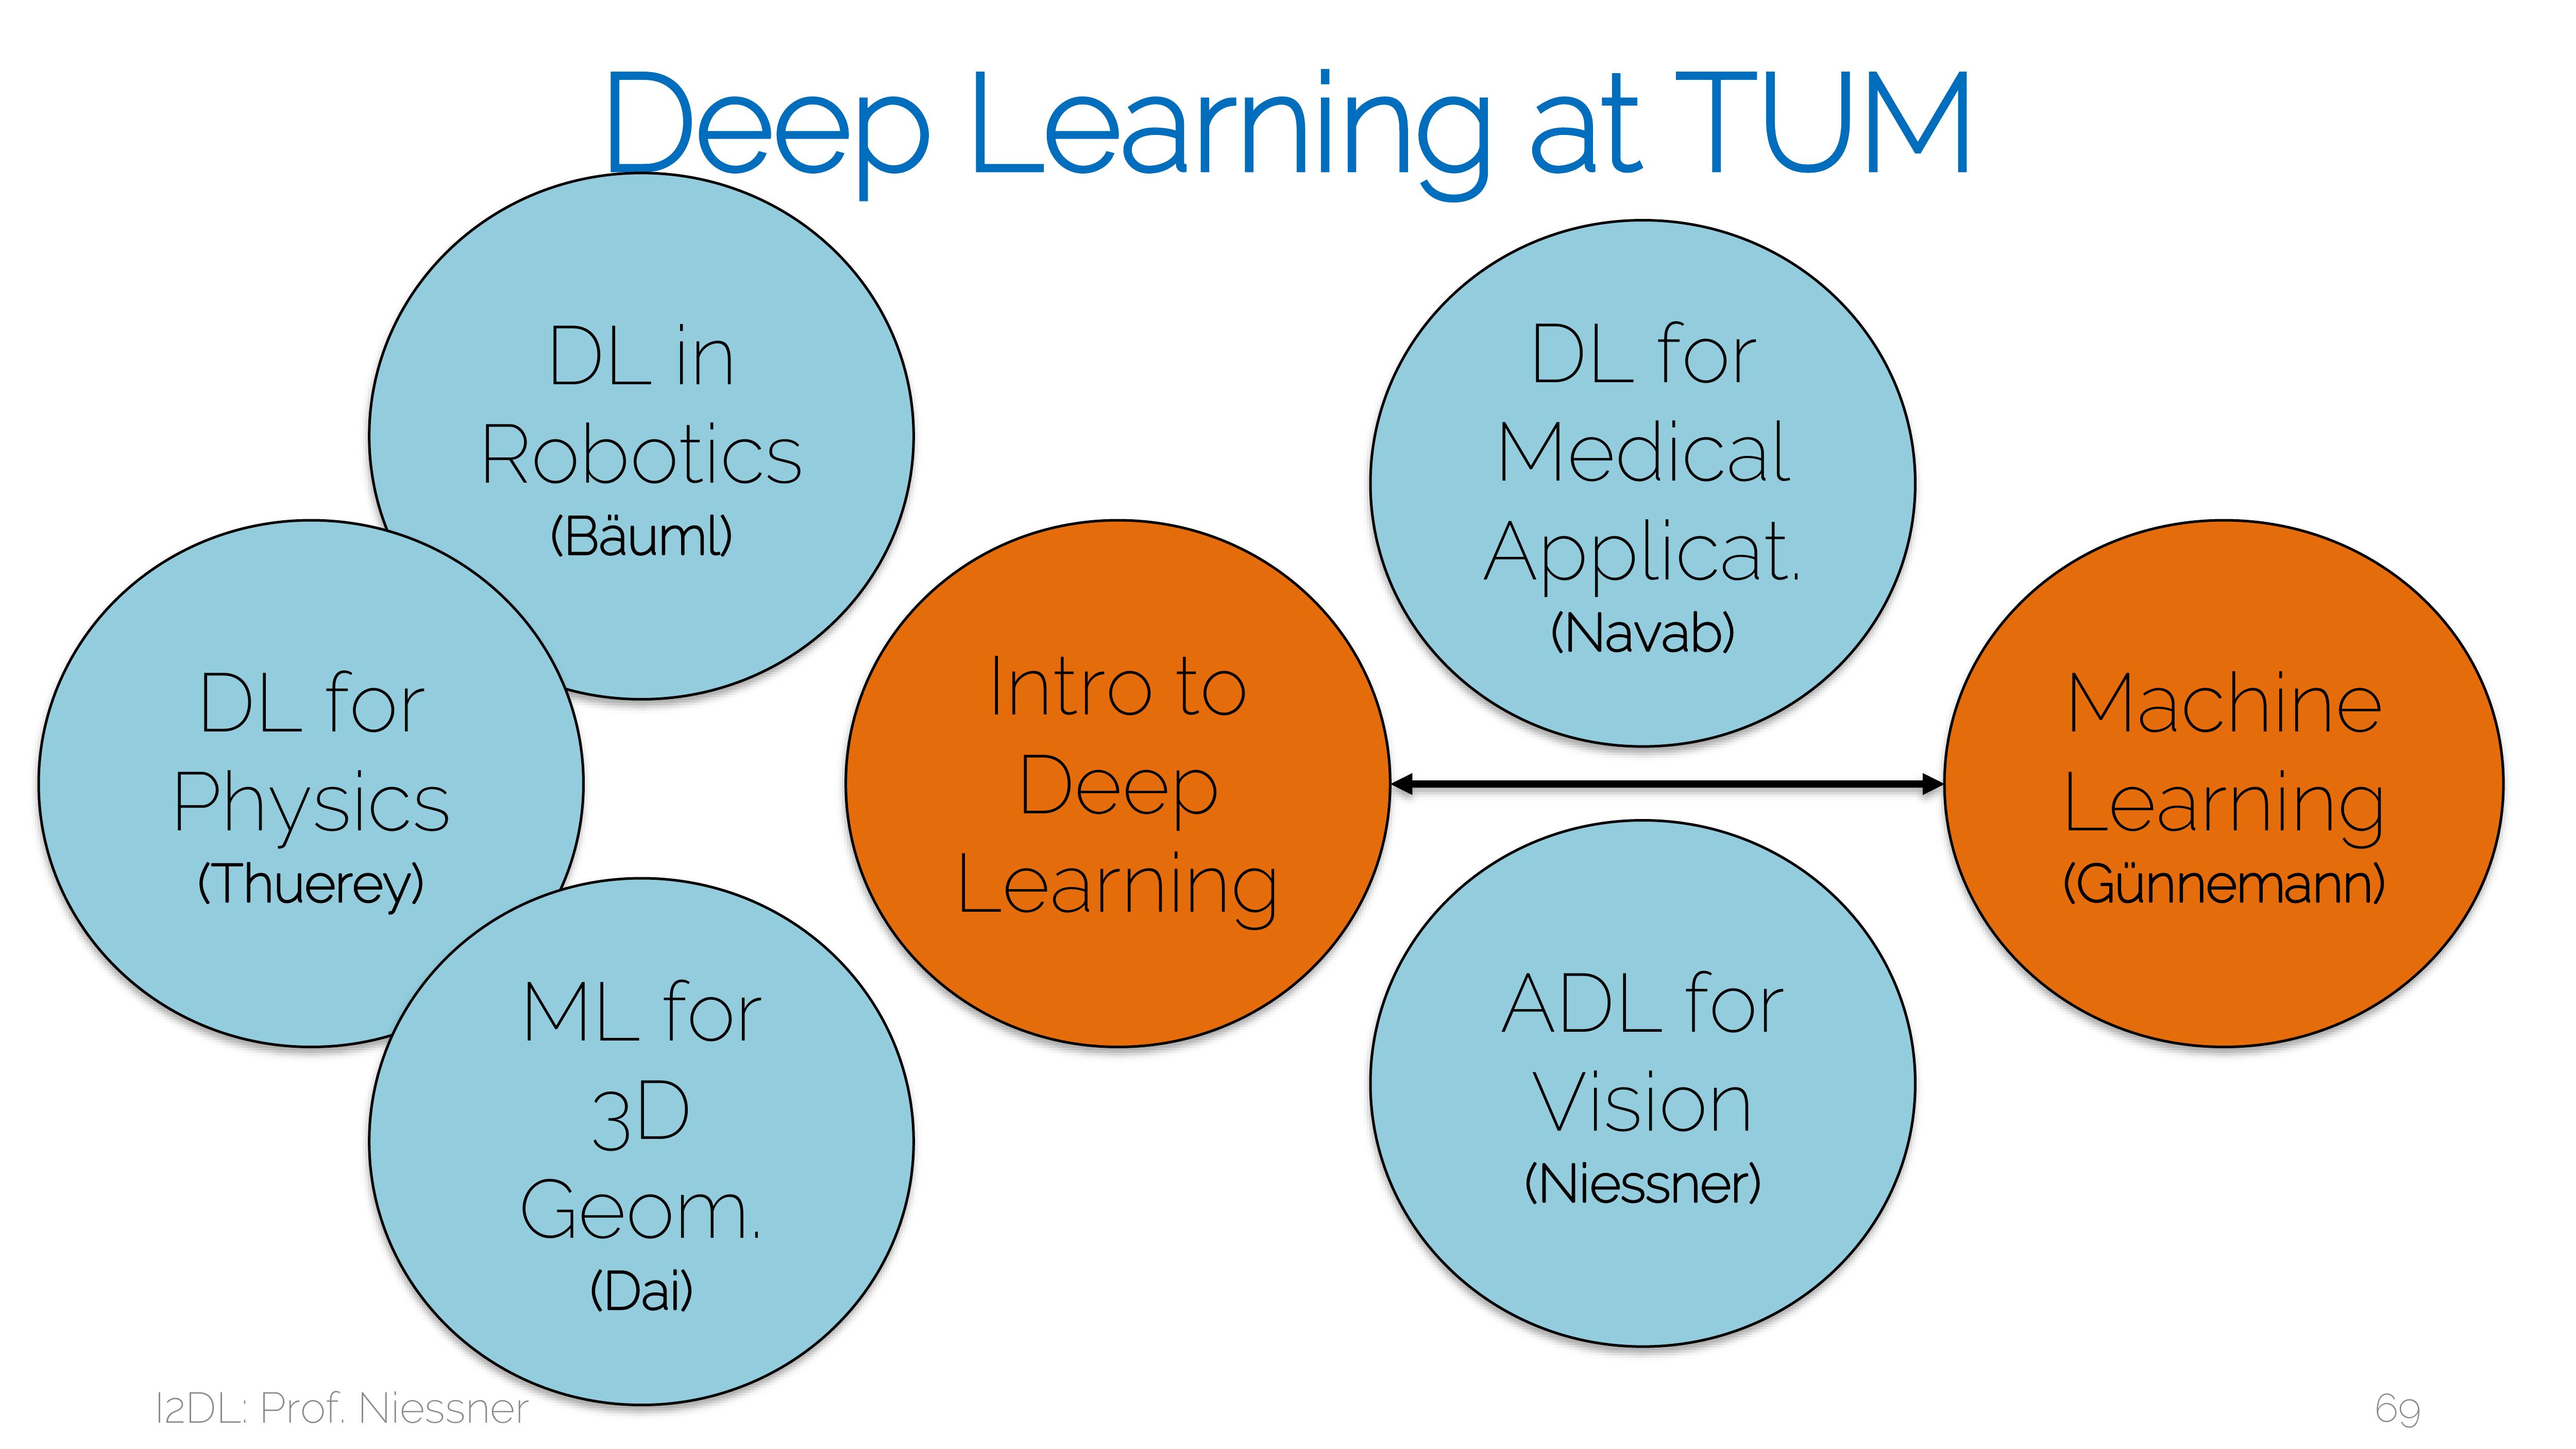 Deep Learning at TUM
DL in
Robotics
(Bäuml)
DL for
Physics
(Thuerey)
ML for
3D
Geom.
(Dai)
Intro to
Deep
Learning
DL for
Medical
Applicat.
(Navab)
ADL for
Vision
(Niessner)
Machine
Learning
(Günnemann)
I2DL: Prof. Niessner
69